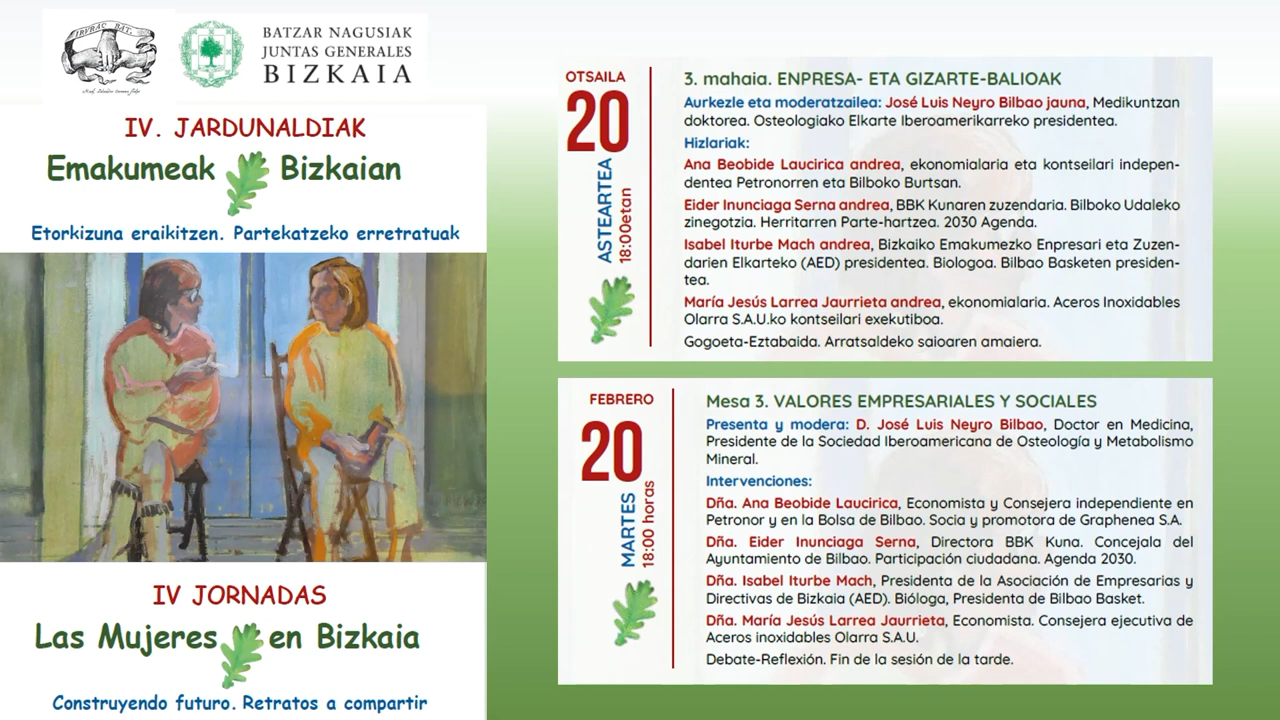 IRURAC BAT.
BATZAR NAGUSIAK
JUNTAS GENERALES
BIZKAIA
IV. JARDUNALDIAK
Emakumeak Bizkaian
Etorkizuna eraikitzen. Partekatzeko erretratuak
IV JORNADAS
Las Mujeres en Bizkaia
Construyendo futuro. Retratos a compartir
OTSAILA
20
ASTEARTEA
18:00etan
3. mahaia. ENPRESA- ETA GIZARTE-BALIOAK
Aurkezle eta moderatzailea: José Luis Neyro Bilbao jauna, Medikuntzan
doktorea. Osteologiako Elkarte Iberoamerikarreko presidentea.
Hizlariak:
Ana Beobide Laucirica andrea, ekonomialaria eta kontseilari indepen-
dentea Petronorren eta Bilboko Burtsan.
Eider Inunciaga Serna andrea, BBK Kunaren zuzendaria. Bilboko Udaleko
zinegotzia. Herritarren Parte-hartzea. 2030 Agenda.
Isabel Iturbe Mach andrea, Bizkaiko Emakumezko Enpresari eta Zuzen-
darien Elkarteko (AED) presidentea. Biologoa. Bilbao Basketen presiden-
tea.
María Jesús Larrea Jaurrieta andrea, ekonomialaria. Aceros Inoxidables
Olarra S.A.U.ko kontseilari exekutiboa.
Gogoeta-Eztabaida. Arratsaldeko saioaren amaiera.
FEBRERO
20
MARTES
18:00 horas
Mesa 3. VALORES EMPRESARIALES Y SOCIALES
Presenta y modera: D. José Luis Neyro Bilbao, Doctor en Medicina,
Presidente de la Sociedad Iberoamericana de Osteología y Metabolismo
Mineral.
Intervenciones:
Dña. Ana Beobide Laucirica, Economista y Consejera independiente en
Petronor y en la Bolsa de Bilbao. Socia y promotora de Graphenea S.A.
Dña. Eider Inunciaga Serna, Directora BBK Kuna. Concejala del
Ayuntamiento de Bilbao. Participación ciudadana. Agenda 2030.
Dña. Isabel Iturbe Mach, Presidenta de la Asociación de Empresarias y
Directivas de Bizkaia (AED). Bióloga, Presidenta de Bilbao Basket.
Dña. María Jesús Larrea Jaurrieta, Economista. Consejera ejecutiva de
Aceros inoxidables Olarra S.A.U.
Debate-Reflexión. Fin de la sesión de la tarde.